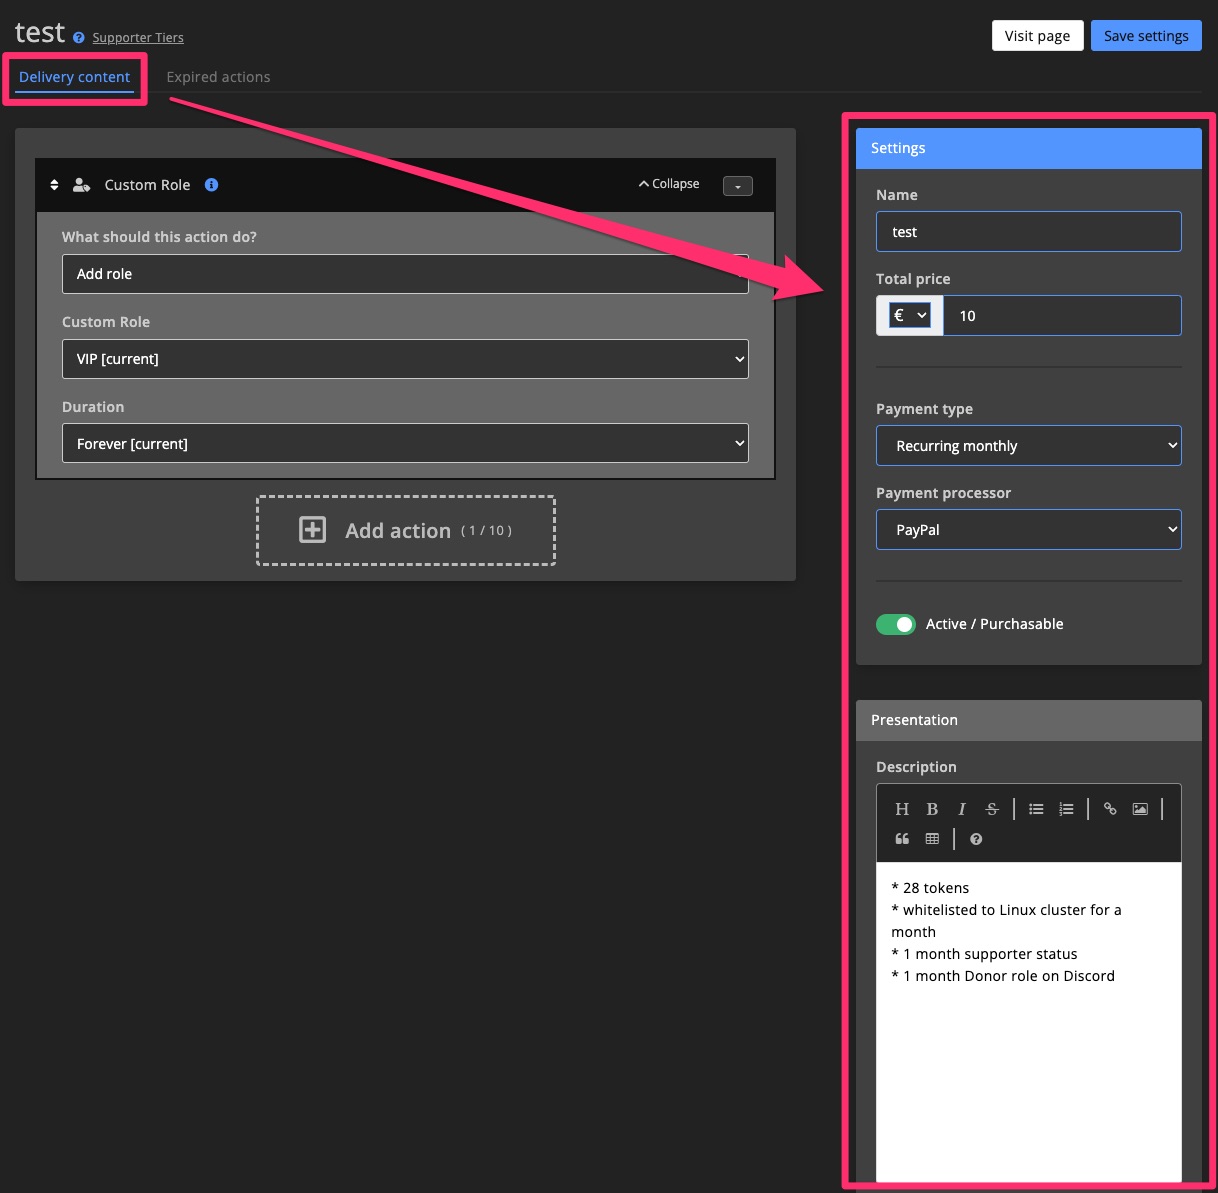 test Supporter Tiers
Visit page
Save settings
Delivery content
Expired actions
Custom Role
Collapse
What should this action do?
Add role
Custom Role
VIP [current]
Duration
Forever [current]
Add action ( 1 / 10 )
Settings
Name
test
Total price
€ 10
Payment type
Recurring monthly
Payment processor
PayPal
Active / Purchasable
Presentation
Description
H B I S
* 28 tokens
* whitelisted to Linux cluster for a
month
* 1 month supporter status
* 1 month Donor role on Discord